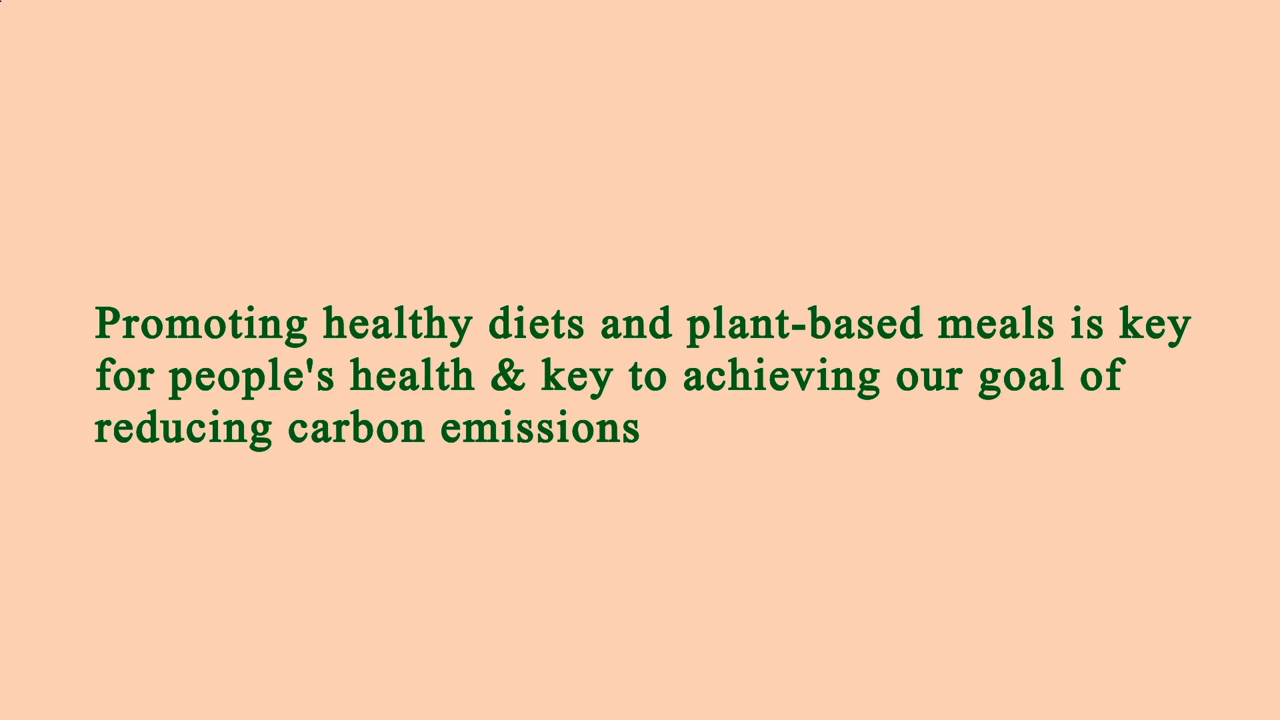 Promoting healthy diets and plant-based meals is key
for people's health & key to achieving our goal of
reducing carbon emissions